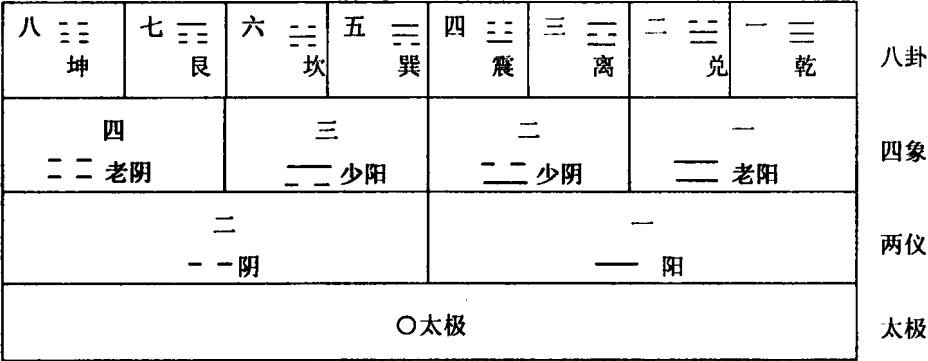 八 ☷ 七 ☶ 六 ☵ 五 ☴ 四 ☳ 三 ☲ 二 ☱ 一 ☰
坤 艮 坎 巽 震 离 兑 乾 八卦
四 三 二 一
⚏ 老阴 ⚎ 少阳 ⚍ 少阴 ⚌ 老阳 四象
二 一
⚋ 阴 ⚊ 阳 两仪
○太极 太极